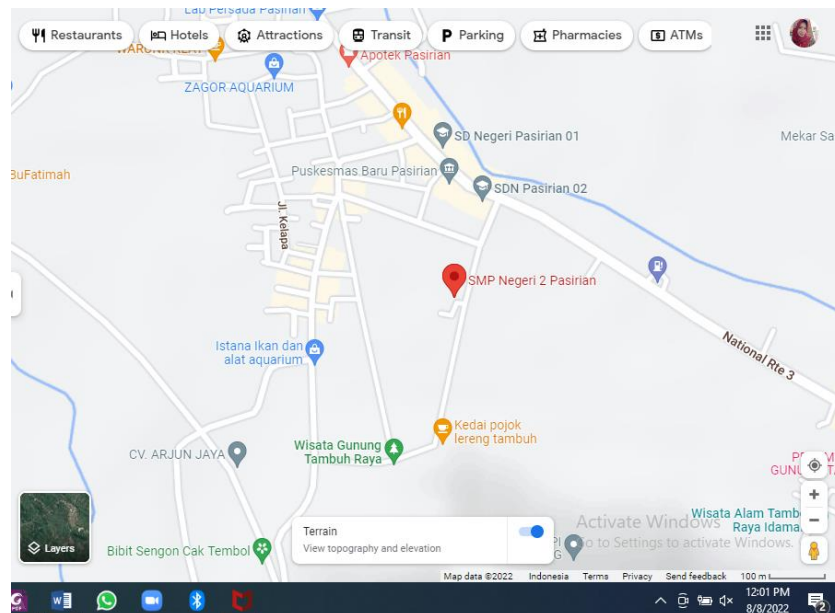 Lab Persada Pasirian
Restaurants
Hotels
Attractions
Transit
Parking
Pharmacies
ATMs
Apotek Pasirian
ZAGOR AQUARIUM
SD Negeri Pasirian 01
Mekar Sa
Puskesmas Baru Pasirian
BuFatimah
SDN Pasirian 02
Jl. Kelapa
SMP Negeri 2 Pasirian
National Rte 3
Istana Ikan dan
alat aquarium
Kedai pojok
lereng tambuh
Wisata Gunung
Tambuh Raya
CV. ARJUN JAYA
GUN
Wisata Alam Tamb
Raya Idama
Terrain
View topography and elevation
Activate Windows
Go to Settings to activate Windows.
Layers
Bibit Sengon Cak Tembol
Map data ©2022
Indonesia
Terms
Privacy
Send feedback
100 m
12:01 PM
8/8/2022